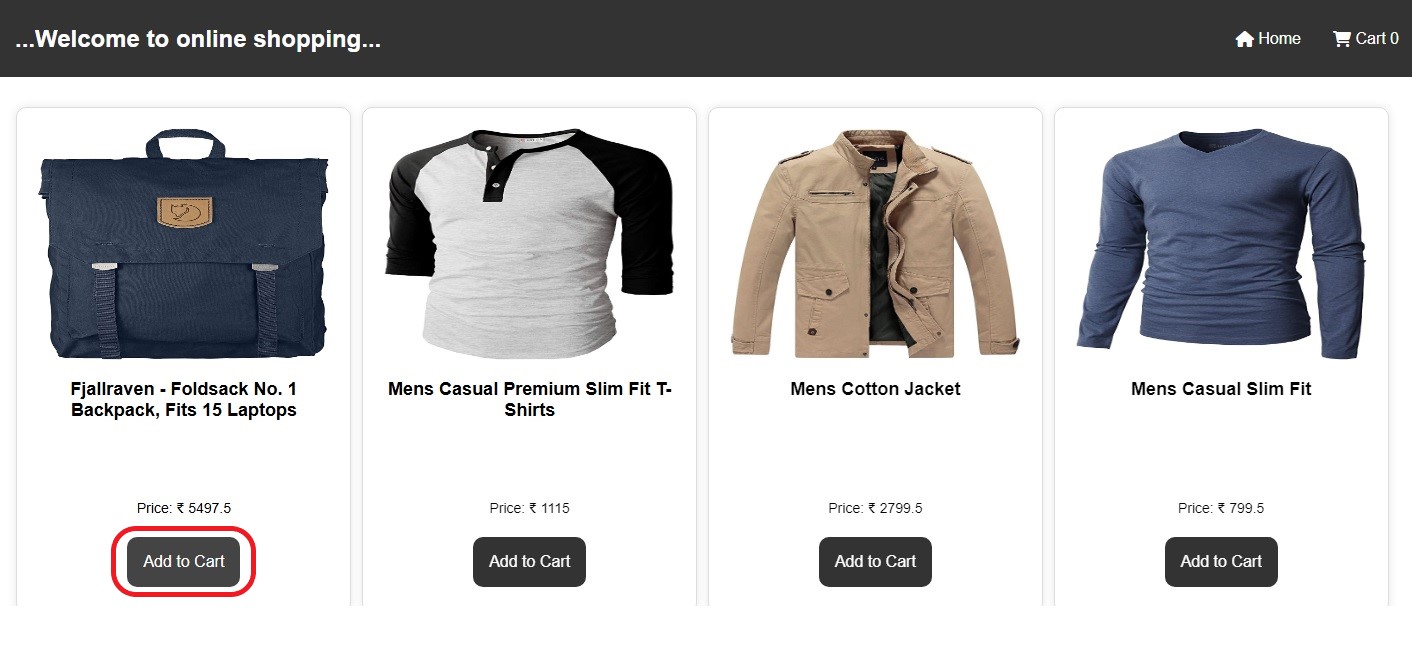 ...Welcome to online shopping...
Home
Cart 0
Fjallraven - Foldsack No. 1
Backpack, Fits 15 Laptops
Price: ₹ 5497.5
Add to Cart
Mens Casual Premium Slim Fit T-
Shirts
Price: ₹ 1115
Add to Cart
Mens Cotton Jacket
Price: ₹ 2799.5
Add to Cart
Mens Casual Slim Fit
Price: ₹ 799.5
Add to Cart